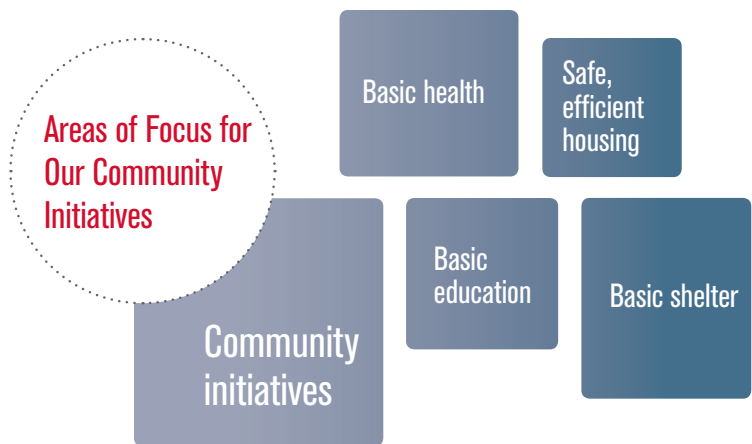 Areas of Focus for
Our Community
Initiatives
Basic health
Safe,
efficient
housing
Community
initiatives
Basic
education
Basic shelter